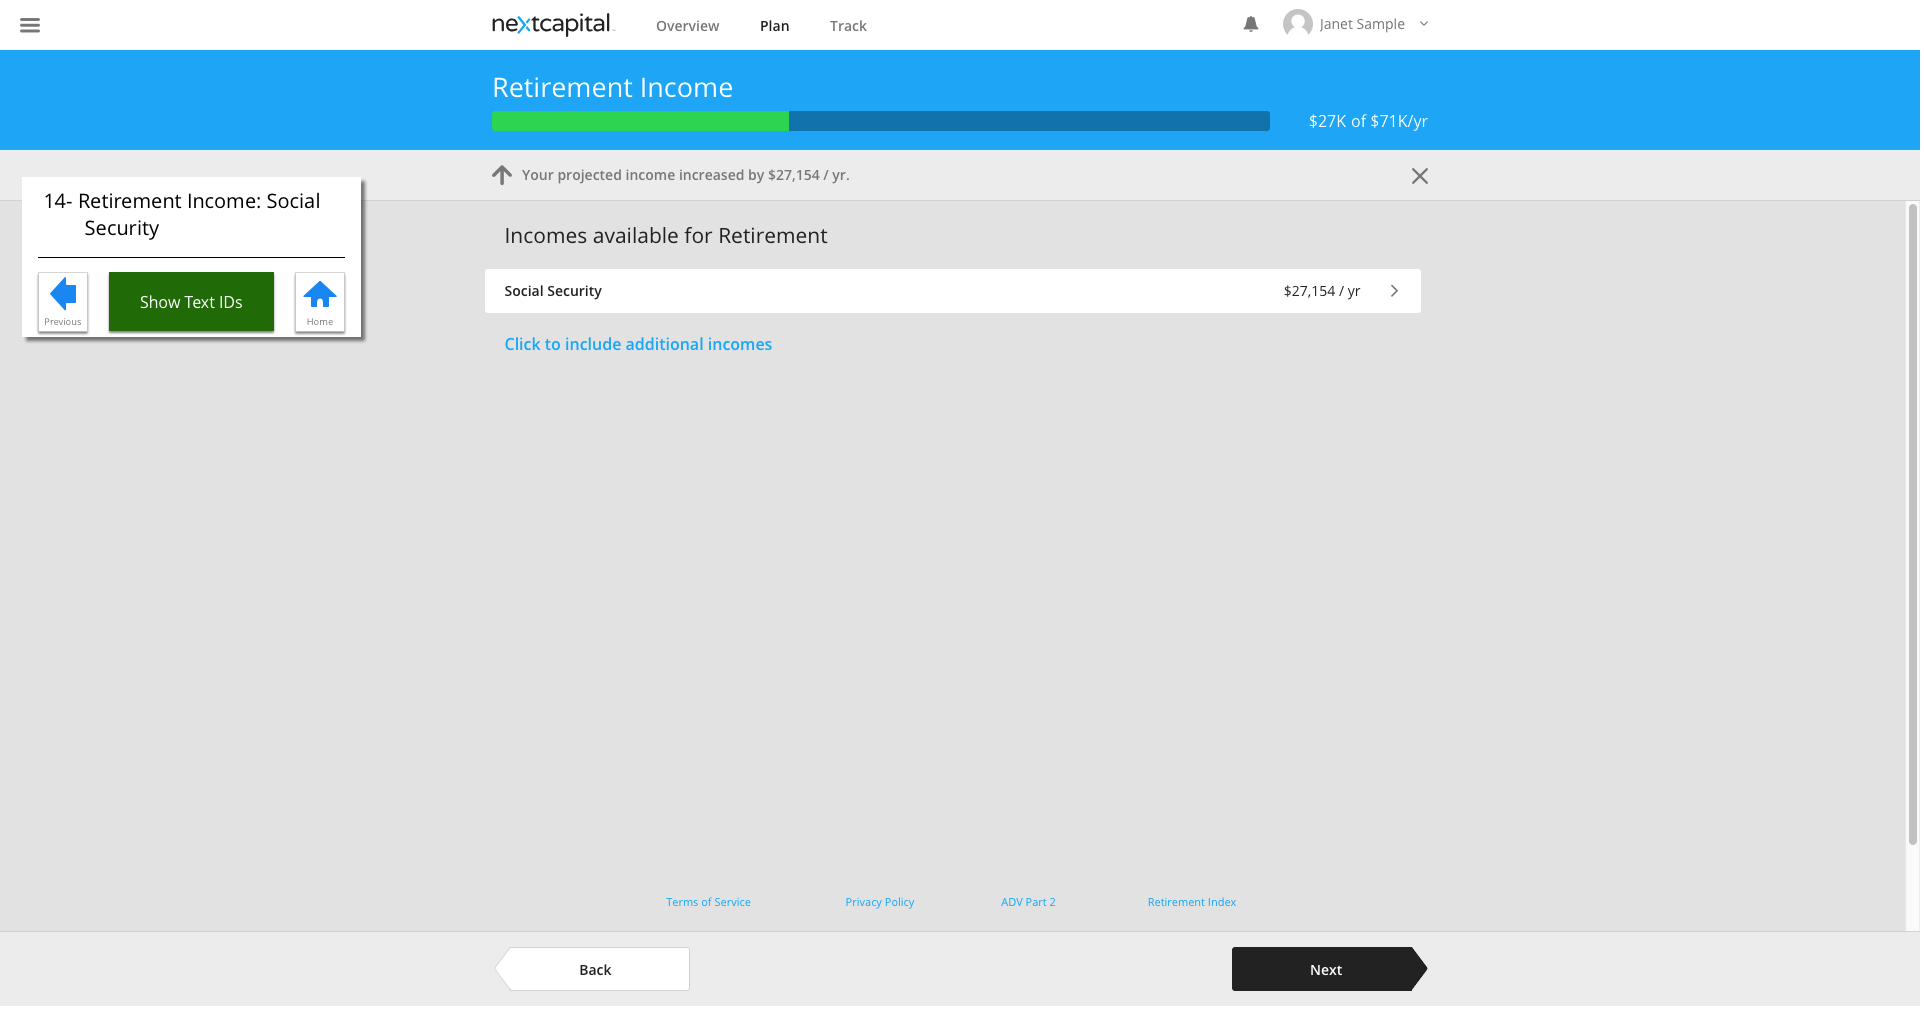 nextcapital
Overview
Plan
Track
Janet Sample
Retirement Income
$27K of $71K/yr
Your projected income increased by $27,154 / yr.
14- Retirement Income: Social
Security
Previous
Show Text IDs
Home
Incomes available for Retirement
Social Security
$27,154 / yr
Click to include additional incomes
Terms of Service
Privacy Policy
ADV Part 2
Retirement Index
Back
Next